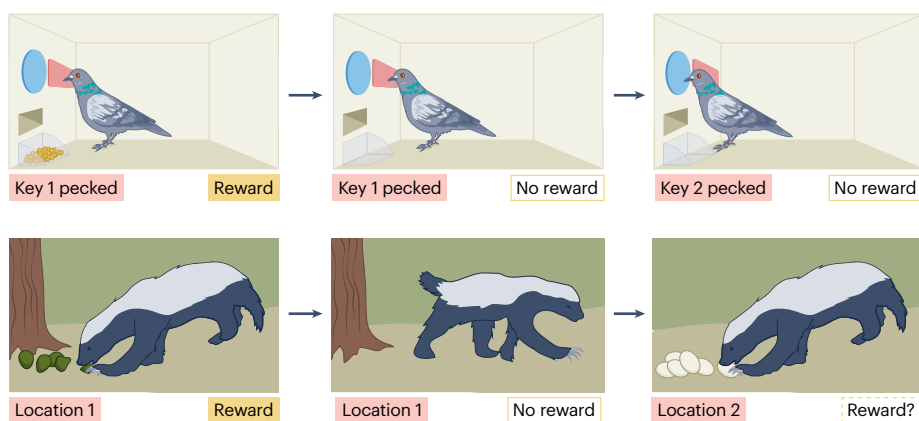 Key 1 pecked Reward
Key 1 pecked No reward
Key 2 pecked No reward
Location 1 Reward
Location 1 No reward
Location 2 Reward?